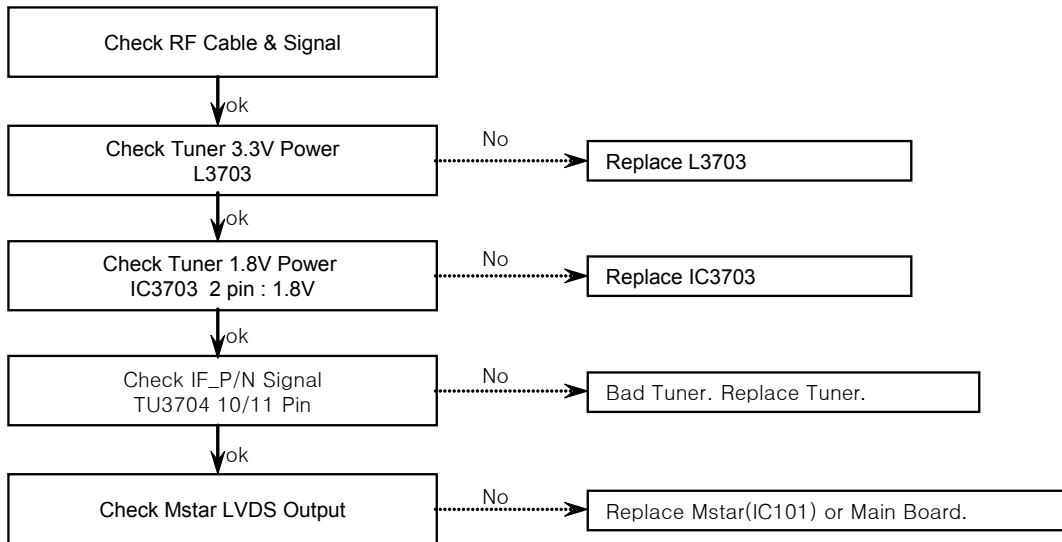 Check RF Cable & Signal
ok
Check Tuner 3.3V Power
L3703
No
Replace L3703
ok
Check Tuner 1.8V Power
IC3703 2 pin : 1.8V
No
Replace IC3703
ok
Check IF_P/N Signal
TU3704 10/11 Pin
No
Bad Tuner. Replace Tuner.
ok
Check Mstar LVDS Output
No
Replace Mstar(IC101) or Main Board.